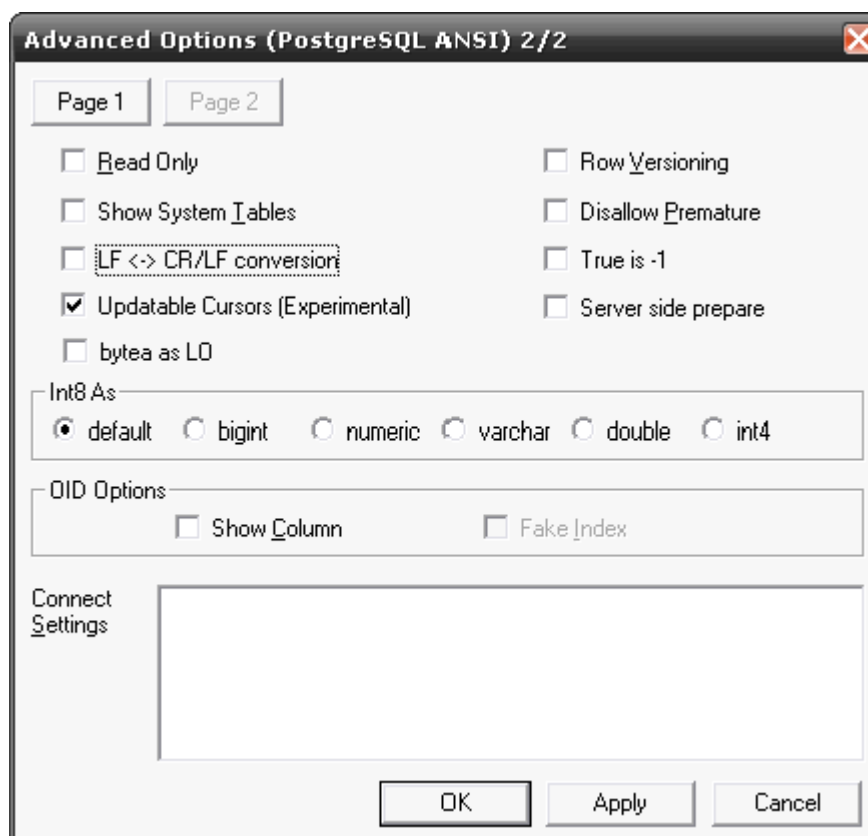 Advanced Options (PostgreSQL ANSI) 2/2
Page 1 Page 2
Read Only Row Versioning
Show System Tables Disallow Premature
LF <-> CR/LF conversion True is -1
Updatable Cursors (Experimental) Server side prepare
bytea as LO
Int8 As
default bigint numeric varchar double int4
OID Options
Show Column Fake Index
Connect
Settings
OK Apply Cancel